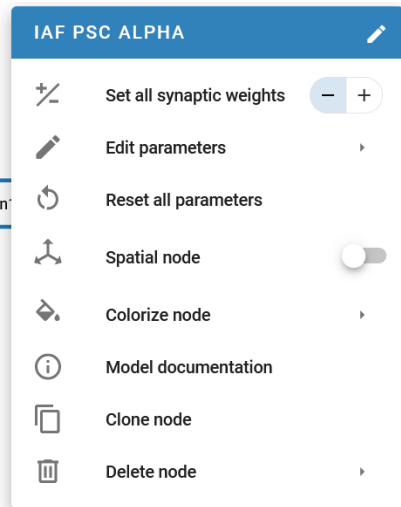 IAF PSC ALPHA
Set all synaptic weights − +
Edit parameters
Reset all parameters
n1
Spatial node
Colorize node
Model documentation
Clone node
Delete node